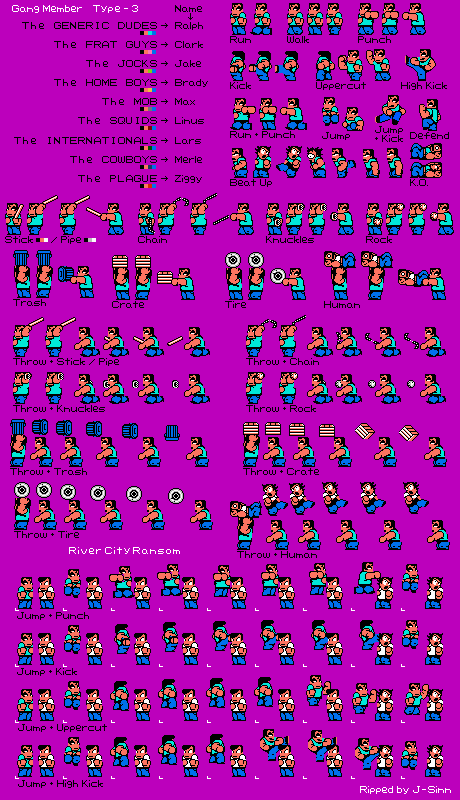 Gang Member Type - 3 Name
The GENERIC DUDES → Ralph
The FRAT GUYS → Clark
The JOCKS → Jake
The HOME BOYS → Brady
The MOB → Max
The SQUIDS → Linus
The INTERNATIONALS → Lars
The COWBOYS → Merle
The PLAGUE → Ziggy
Run Walk Punch
Kick Uppercut High Kick
Run + Punch Jump Jump + Kick Defend
Beat Up K.O.
Stick / Pipe Chain Knuckles Rock
Trash Crate Tire Human
Throw + Stick / Pipe Throw + Chain
Throw + Knuckles Throw + Rock
Throw + Trash Throw + Crate
Throw + Tire Throw + Human
River City Ransom
Jump + Punch
Jump + Kick
Jump + Uppercut
Jump + High Kick
Ripped by J-Sinn